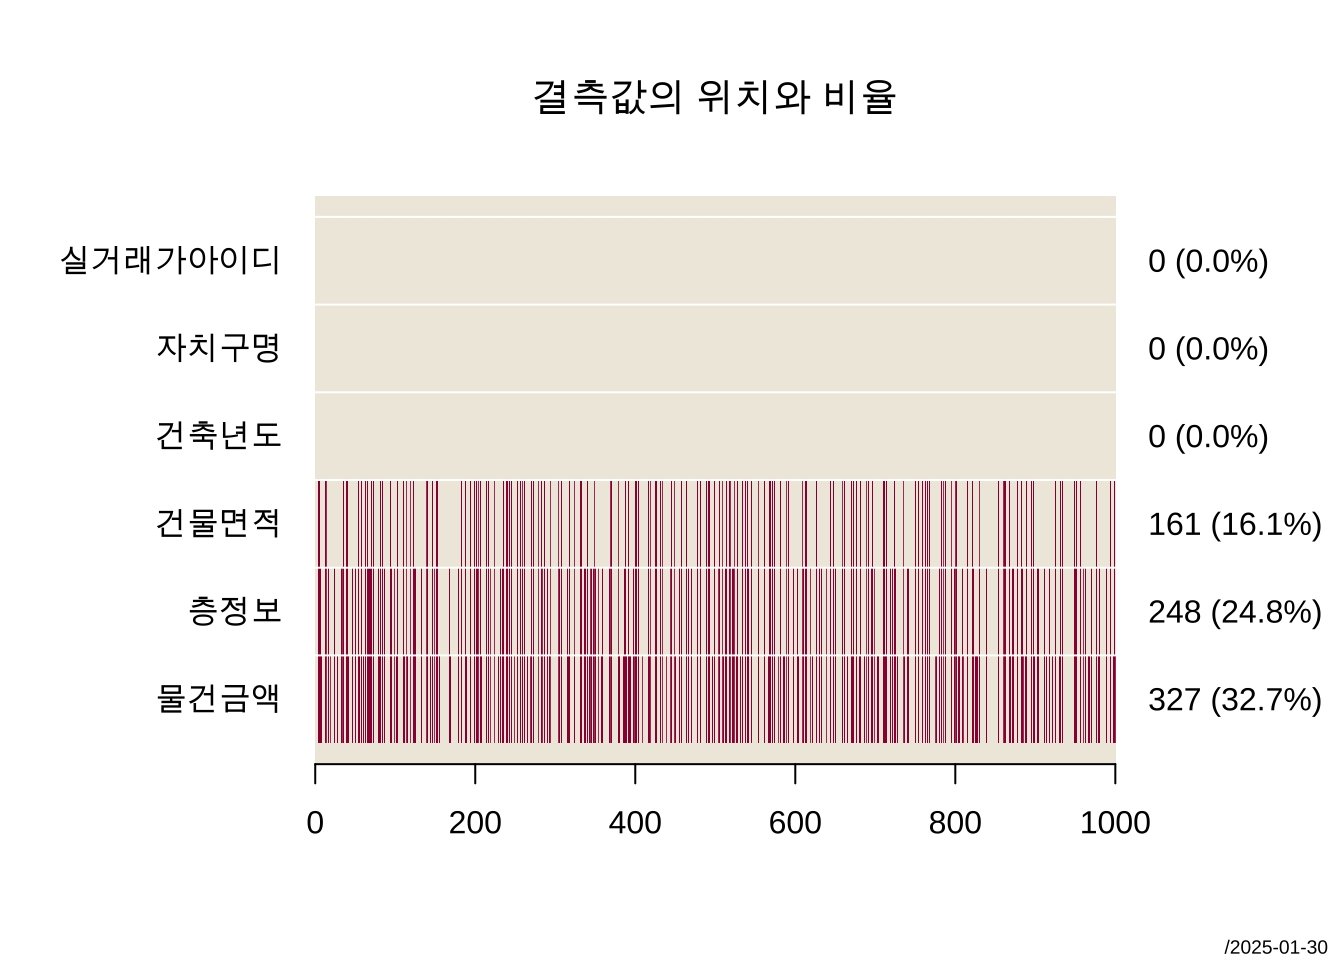 결측값의 위치와 비율
실거래가아이디 0 (0.0%)
자치구명 0 (0.0%)
건축년도 0 (0.0%)
건물면적 161 (16.1%)
층정보 248 (24.8%)
물건금액 327 (32.7%)
0 200 400 600 800 1000
/2025-01-30